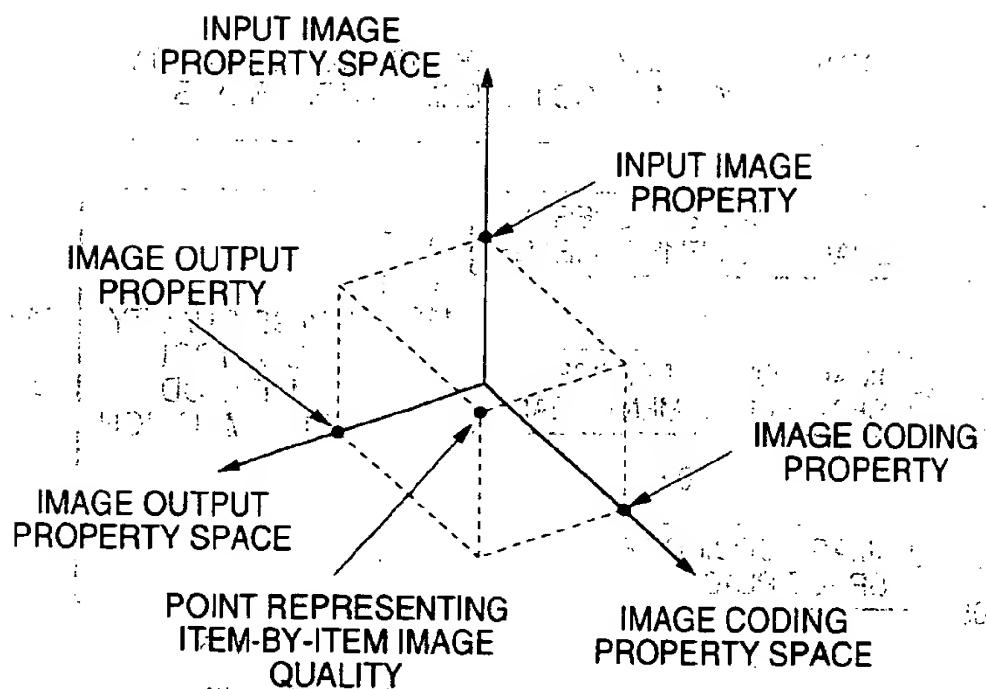 INPUT IMAGE
PROPERTY SPACE
INPUT IMAGE
PROPERTY
IMAGE OUTPUT
PROPERTY
IMAGE CODING
PROPERTY
IMAGE OUTPUT
PROPERTY SPACE
POINT REPRESENTING
ITEM-BY-ITEM IMAGE
QUALITY
IMAGE CODING
PROPERTY SPACE